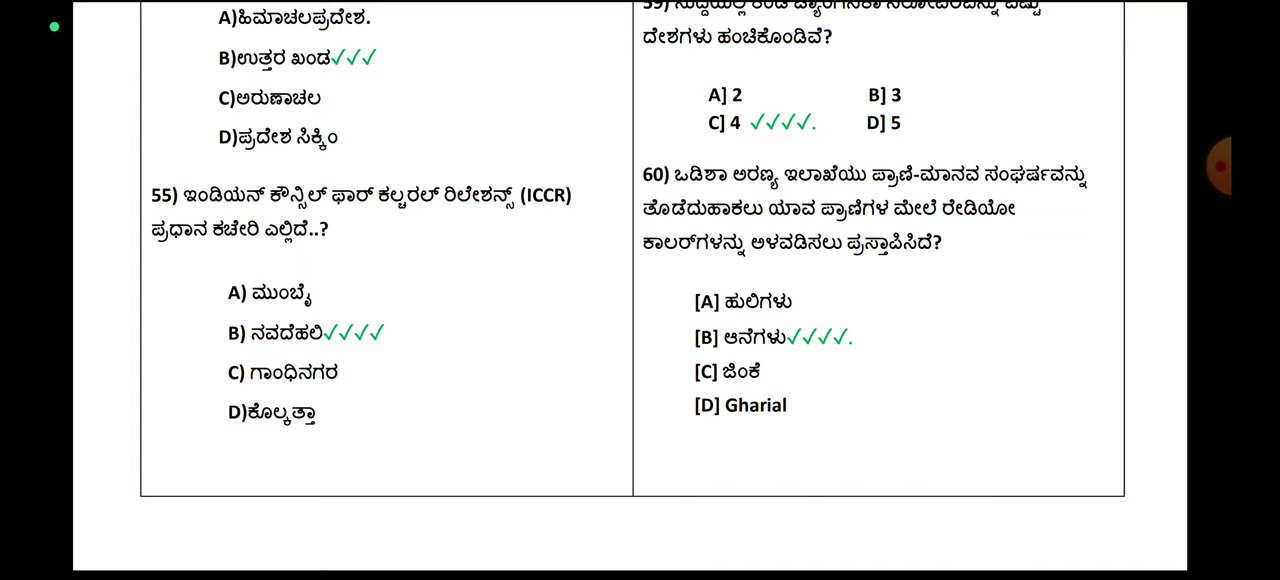 A)ಹಿಮಾಚಲಪ್ರದೇಶ.
B)ಉತ್ತರ ಖಂಡ✓✓✓
C)ಅರುಣಾಚಲ
D)ಪ್ರದೇಶ ಸಿಕ್ಕಿಂ
55) ಇಂಡಿಯನ್ ಕೌನ್ಸಿಲ್ ಫಾರ್ ಕಲ್ಚರಲ್ ರಿಲೇಶನ್ಸ್ (ICCR)
ಪ್ರಧಾನ ಕಚೇರಿ ಎಲ್ಲಿದೆ..?
A) ಮುಂಬೈ
B) ನವದೆಹಲಿ✓✓✓✓
C) ಗಾಂಧಿನಗರ
D)ಕೊಲ್ಕತ್ತಾ
59) ಸುದ್ದಿಯಲ್ಲಿ ಕಂಡ
ದೇಶಗಳು ಹಂಚಿಕೊಂಡಿವೆ?
A] 2 B] 3
C] 4 ✓✓✓✓. D] 5
60) ಒಡಿಶಾ ಅರಣ್ಯ ಇಲಾಖೆಯು ಪ್ರಾಣಿ-ಮಾನವ ಸಂಘರ್ಷವನ್ನು
ತೊಡೆದುಹಾಕಲು ಯಾವ ಪ್ರಾಣಿಗಳ ಮೇಲೆ ರೇಡಿಯೋ
ಕಾಲರ್‌ಗಳನ್ನು ಅಳವಡಿಸಲು ಪ್ರಸ್ತಾಪಿಸಿದೆ?
[A] ಹುಲಿಗಳು
[B] ಆನೆಗಳು✓✓✓✓.
[C] ಜಿಂಕೆ
[D] Gharial